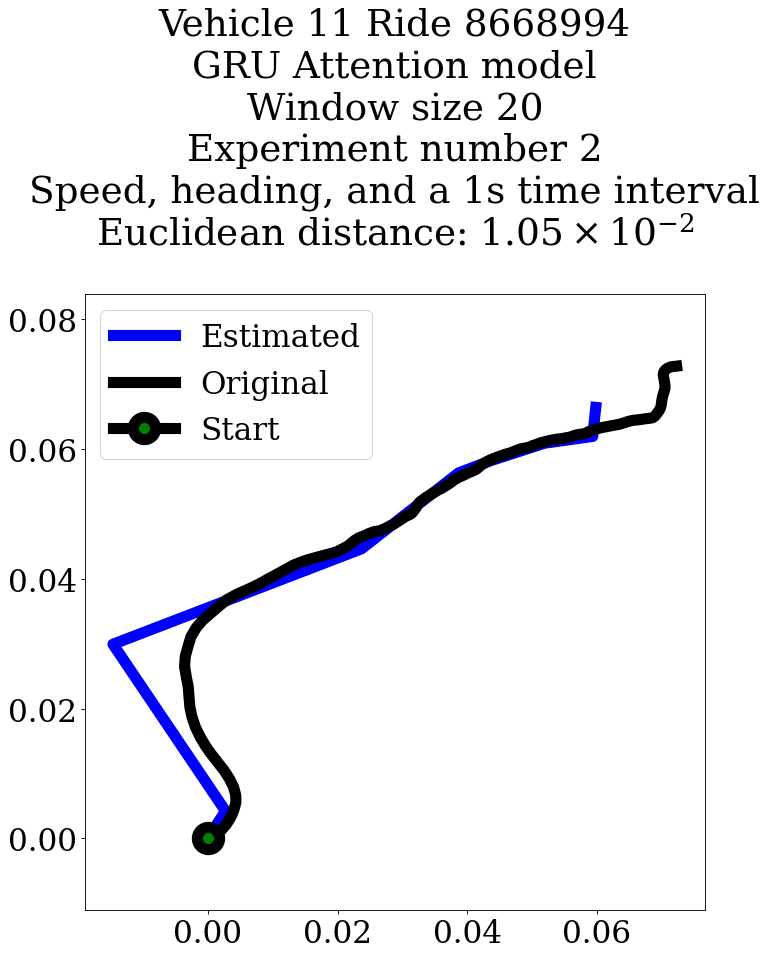 Vehicle 11 Ride 8668994
GRU Attention model
Window size 20
Experiment number 2
Speed, heading, and a 1s time interval
Euclidean distance: 1.05 × 10⁻²
0.08
0.06
0.04
0.02
0.00
Estimated
Original
Start
0.00 0.02 0.04 0.06